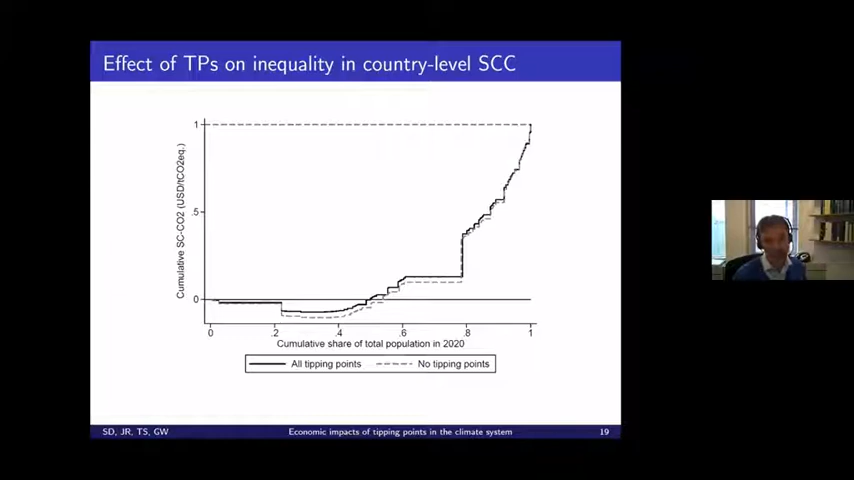 Effect of TPs on inequality in country-level SCC
Cumulative SC-CO2 (USD/tCO2eq.)
1
.5
0
0 .2 .4 .6 .8 1
Cumulative share of total population in 2020
All tipping points No tipping points
SD, JR, TS, GW Economic impacts of tipping points in the climate system 19